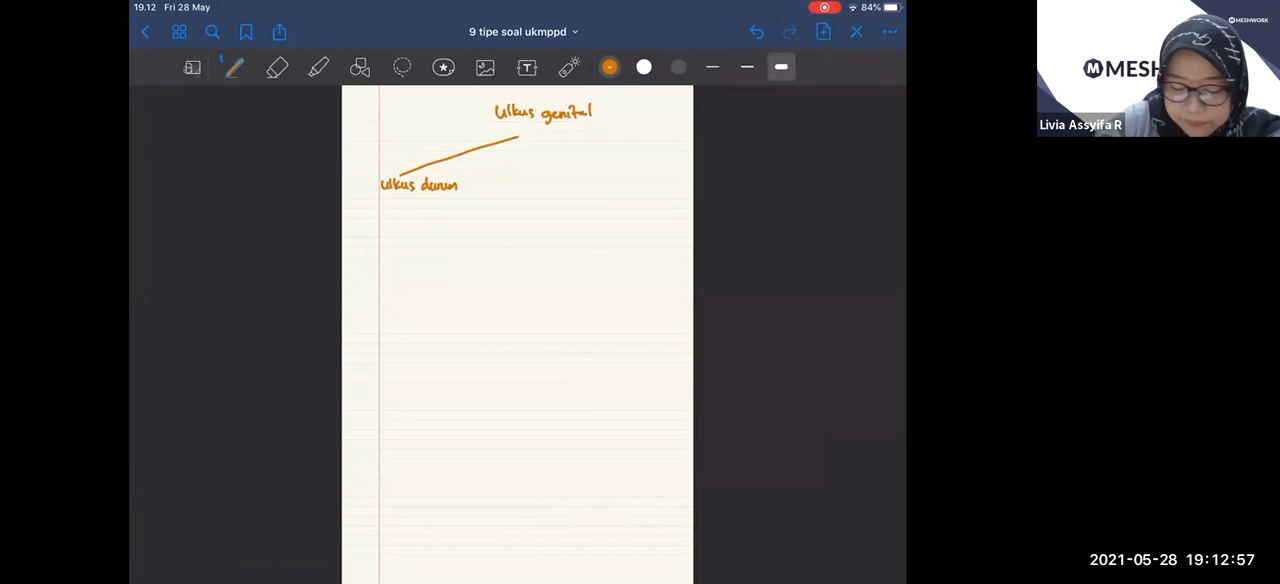 19.12 Fri 28 May
84%
9 tipe soal ukmppd
T
Ulkus genital
ulkus durum
MESHWORK
MESH
Livia Assyifa R
2021-05-28 19:12:57